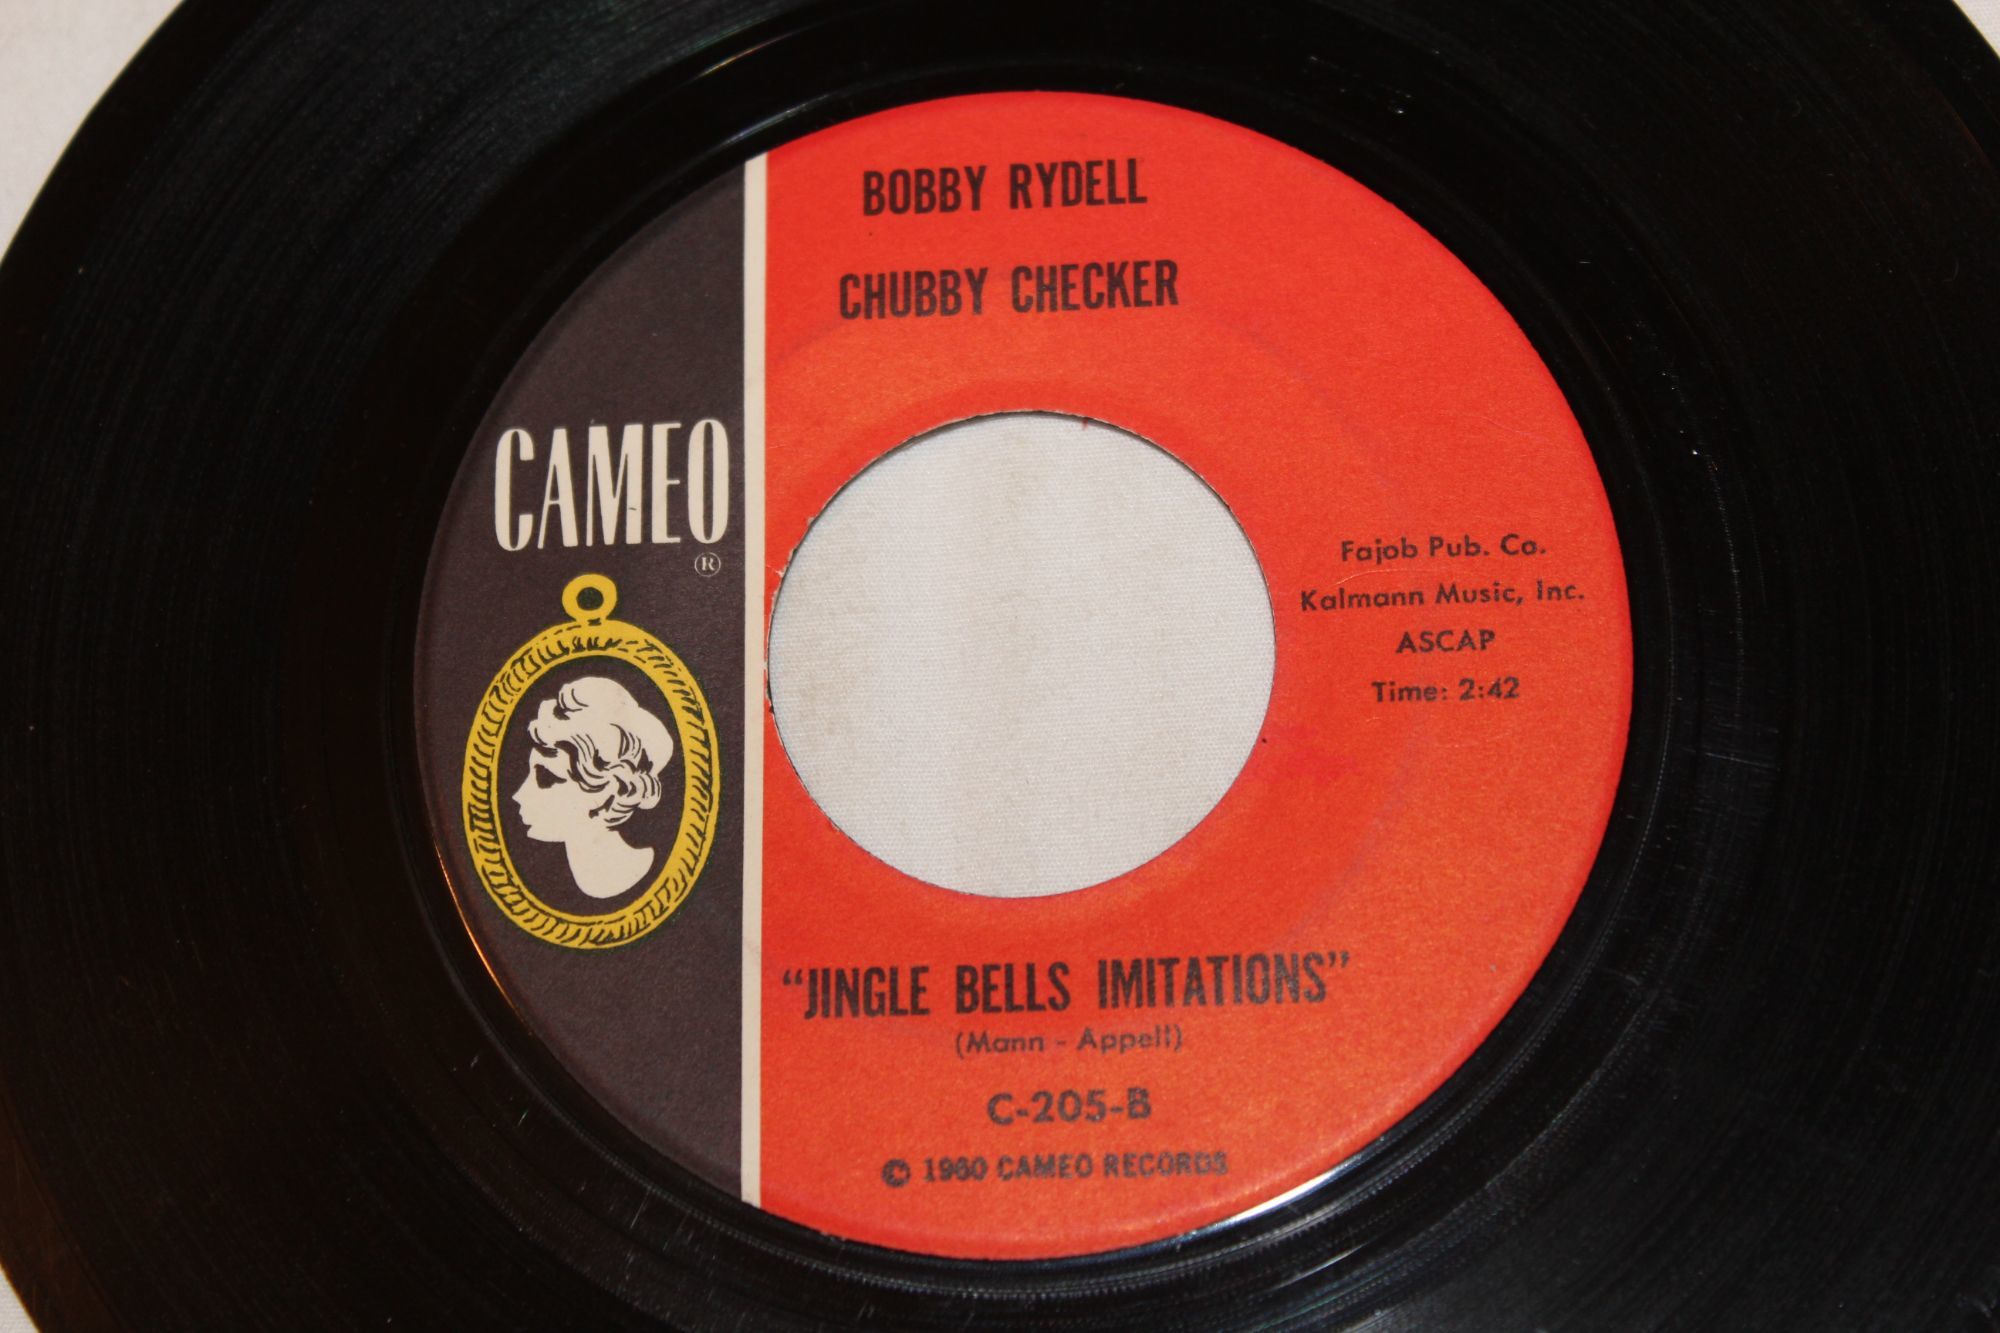 BOBBY RYDELL
CHUBBY CHECKER
CAMEO
®
Fajob Pub. Co.
Kalmann Music, Inc.
ASCAP
Time: 2:42
"JINGLE BELLS IMITATIONS"
(Mann - Appell)
C-205-B
© 1960 CAMEO RECORDS